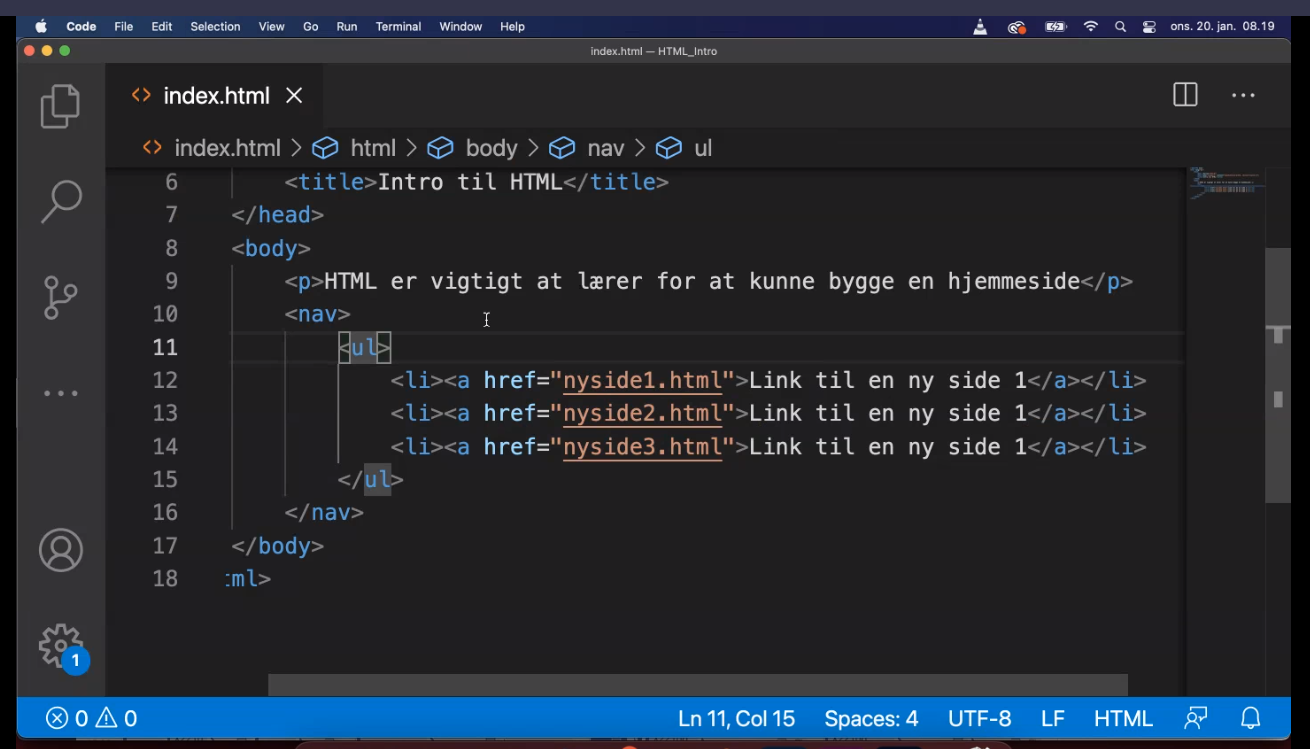 Code File Edit Selection View Go Run Terminal Window Help ons. 20. jan. 08.19
index.html — HTML_Intro
index.html
index.html > html > body > nav > ul
6 <title>Intro til HTML</title>
7 </head>
8 <body>
9 <p>HTML er vigtigt at lærer for at kunne bygge en hjemmeside</p>
10 <nav>
11 <ul>
12 <li><a href="nyside1.html">Link til en ny side 1</a></li>
13 <li><a href="nyside2.html">Link til en ny side 1</a></li>
14 <li><a href="nyside3.html">Link til en ny side 1</a></li>
15 </ul>
16 </nav>
17 </body>
18 tml>
1
0 0 Ln 11, Col 15 Spaces: 4 UTF-8 LF HTML